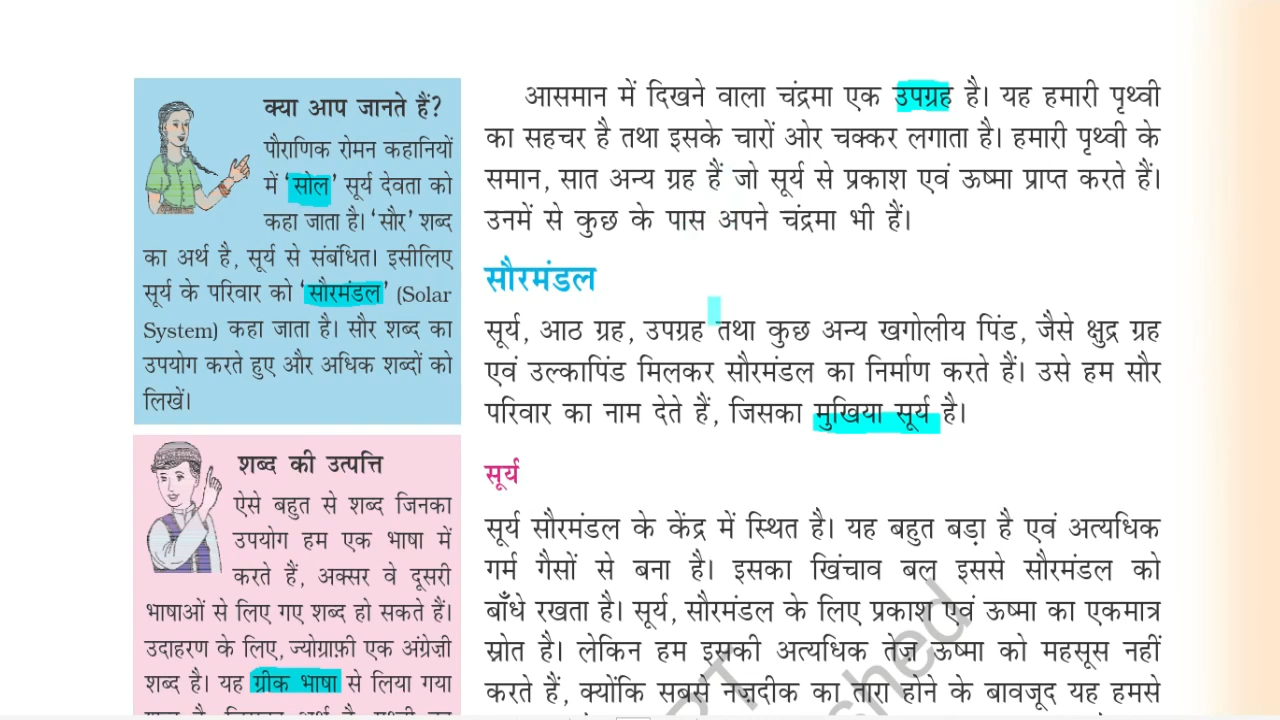 क्या आप जानते हैं?
पौराणिक रोमन कहानियों
में ‘सोल’ सूर्य देवता को
कहा जाता है। ‘सौर’ शब्द
का अर्थ है, सूर्य से संबंधित। इसीलिए
सूर्य के परिवार को ‘सौरमंडल’ (Solar
System) कहा जाता है। सौर शब्द का
उपयोग करते हुए और अधिक शब्दों को
लिखें।
शब्द की उत्पत्ति
ऐसे बहुत से शब्द जिनका
उपयोग हम एक भाषा में
करते हैं, अक्सर वे दूसरी
भाषाओं से लिए गए शब्द हो सकते हैं।
उदाहरण के लिए, ज्योग्राफ़ी एक अंग्रेज़ी
शब्द है। यह ग्रीक भाषा से लिया गया
आसमान में दिखने वाला चंद्रमा एक उपग्रह है। यह हमारी पृथ्वी
का सहचर है तथा इसके चारों ओर चक्कर लगाता है। हमारी पृथ्वी के
समान, सात अन्य ग्रह हैं जो सूर्य से प्रकाश एवं ऊष्मा प्राप्त करते हैं।
उनमें से कुछ के पास अपने चंद्रमा भी हैं।
सौरमंडल
सूर्य, आठ ग्रह, उपग्रह तथा कुछ अन्य खगोलीय पिंड, जैसे क्षुद्र ग्रह
एवं उल्कापिंड मिलकर सौरमंडल का निर्माण करते हैं। उसे हम सौर
परिवार का नाम देते हैं, जिसका मुखिया सूर्य है।
सूर्य
सूर्य सौरमंडल के केंद्र में स्थित है। यह बहुत बड़ा है एवं अत्यधिक
गर्म गैसों से बना है। इसका खिंचाव बल इससे सौरमंडल को
बाँधे रखता है। सूर्य, सौरमंडल के लिए प्रकाश एवं ऊष्मा का एकमात्र
स्रोत है। लेकिन हम इसकी अत्यधिक तेज़ ऊष्मा को महसूस नहीं
करते हैं, क्योंकि सबसे नज़दीक का तारा होने के बावजूद यह हमसे